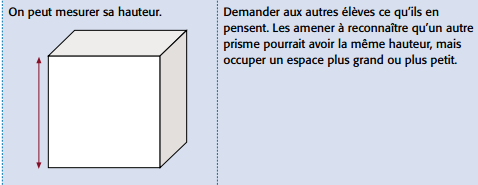 On peut mesurer sa hauteur.
Demander aux autres élèves ce qu'ils en
pensent. Les amener à reconnaître qu'un autre
prisme pourrait avoir la même hauteur, mais
occuper un espace plus grand ou plus petit.